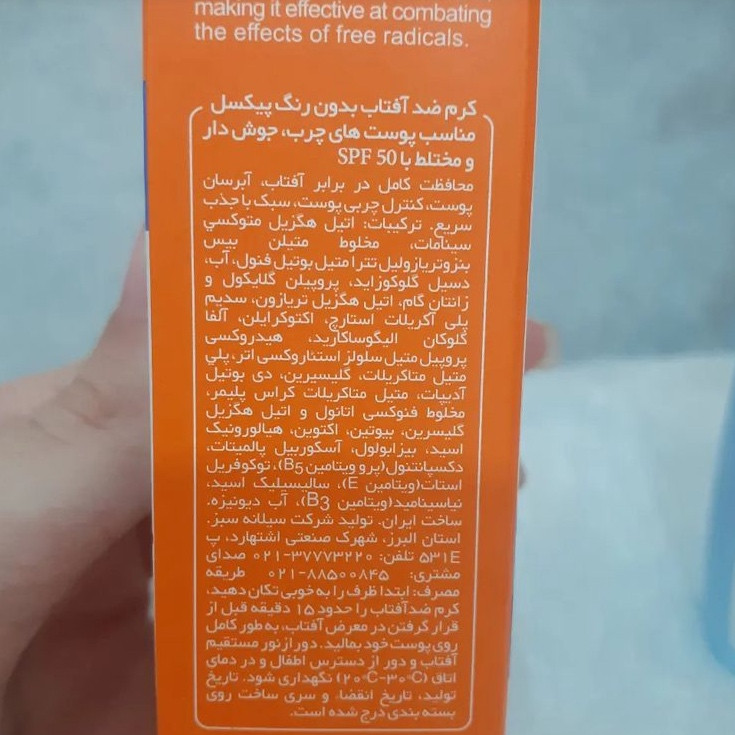 making it effective at combating
the effects of free radicals.
کرم ضد آفتاب بدون رنگ پیکسل
مناسب پوست های چرب، جوش دار
و مختلط با SPF 50
محافظت کامل در برابر آفتاب، آبرسان
پوست، کنترل چربی پوست، سبک با جذب
سریع. ترکیبات: اتیل هگزیل متوکسی
سینامات، مخلوط متیلن بیس
بنزوتریازولیل تترا متیل بوتیل فنول، آب،
دسیل گلوکوزاید، پروپیلن گلایکول و
زانتان گام، اتیل هگزیل تریازون، سدیم
پلی آکریلات استارچ، اکتوکرایلن، آلفا
گلوکان الیگوساکارید، هیدروکسی
پروپیل متیل سلولز استئاروکسی اتر، پلی
متیل متاکریلات، گلیسیرین، دی بوتیل
آدیپات، متیل متاکریلات کراس پلیمر،
مخلوط فنوکسی اتانول و اتیل هگزیل
گلیسرین، بیوتین، اکتوین، هیالورونیک
اسید، بیزابولول، آسکوربیل پالمیتات،
دکسپانتنول(پرو ویتامین B5)، توکوفریل
استات(ویتامین E)، سالیسیلیک اسید،
نیاسینامید(ویتامین B3)، آب دیونیزه.
ساخت ایران. تولید شرکت سیلانه سبز.
استان البرز، شهرک صنعتی اشتهارد، پ
۵۳۱E تلفن: ۳۷۷۷۳۲۲۰-۰۲۱ صدای
مشتری: ۸۸۵۰۰۸۴۵-۰۲۱ طریقه
مصرف: ابتدا ظرف را به خوبی تکان دهید،
کرم ضدآفتاب را حدود ۱۵ دقیقه قبل از
قرار گرفتن در معرض آفتاب، به طور کامل
روی پوست خود بمالید. دور از نور مستقیم
آفتاب و دور از دسترس اطفال و در دمای
اتاق (۲۰°C-۳۰°C) نگهداری شود. تاریخ
تولید، تاریخ انقضاء و سری ساخت روی
بسته بندی درج شده است.